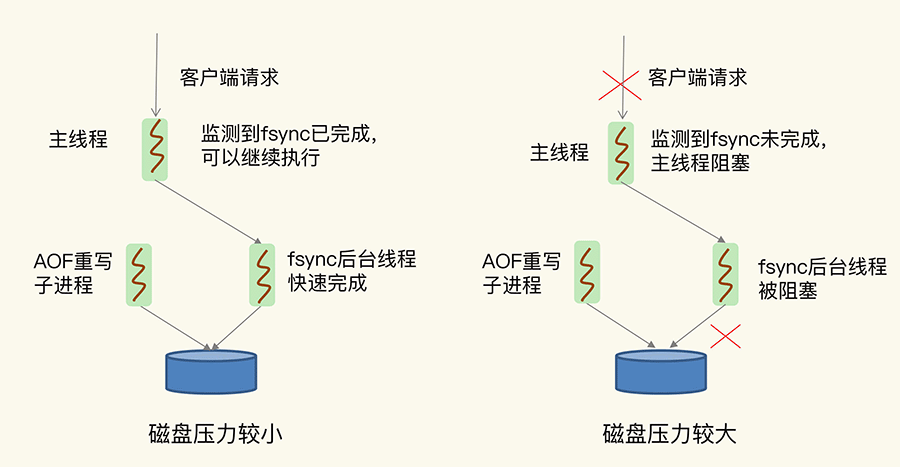 客户端请求
主线程
监测到fsync已完成，
可以继续执行
AOF重写
子进程
fsync后台线程
快速完成
磁盘压力较小
客户端请求
主线程
监测到fsync未完成，
主线程阻塞
AOF重写
子进程
fsync后台线程
被阻塞
磁盘压力较大